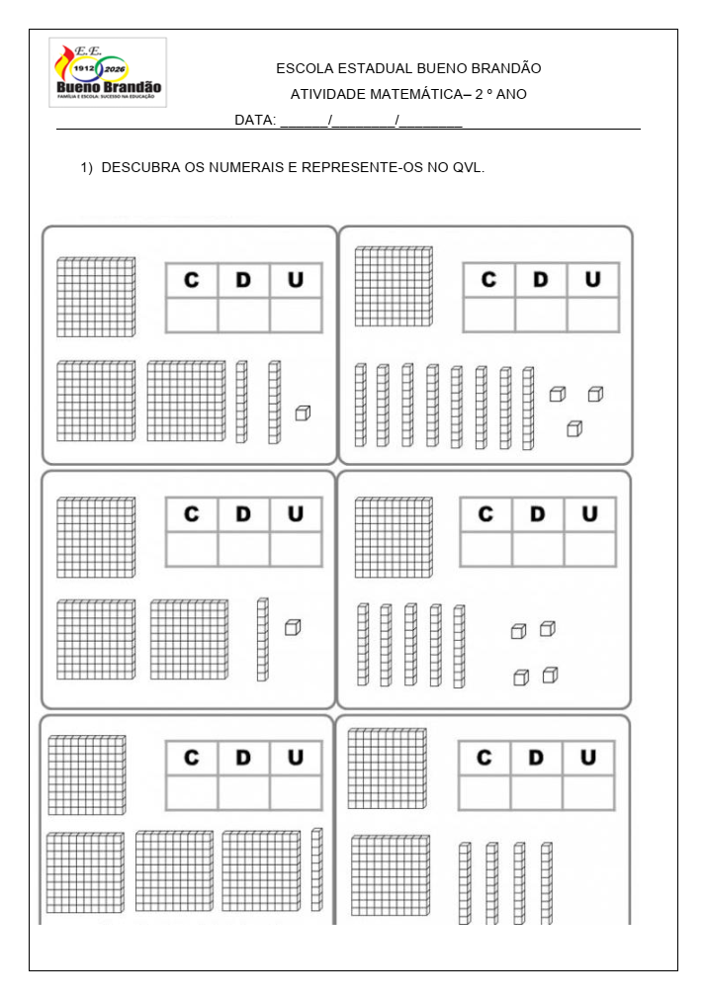 E.E.
1912 2026
Bueno Brandão
FAMÍLIA E ESCOLA: SUCESSO NA EDUCAÇÃO
ESCOLA ESTADUAL BUENO BRANDÃO
ATIVIDADE MATEMÁTICA– 2 º ANO
DATA: ______/________/________
1) DESCUBRA OS NUMERAIS E REPRESENTE-OS NO QVL.
C D U
C D U
C D U
C D U
C D U
C D U